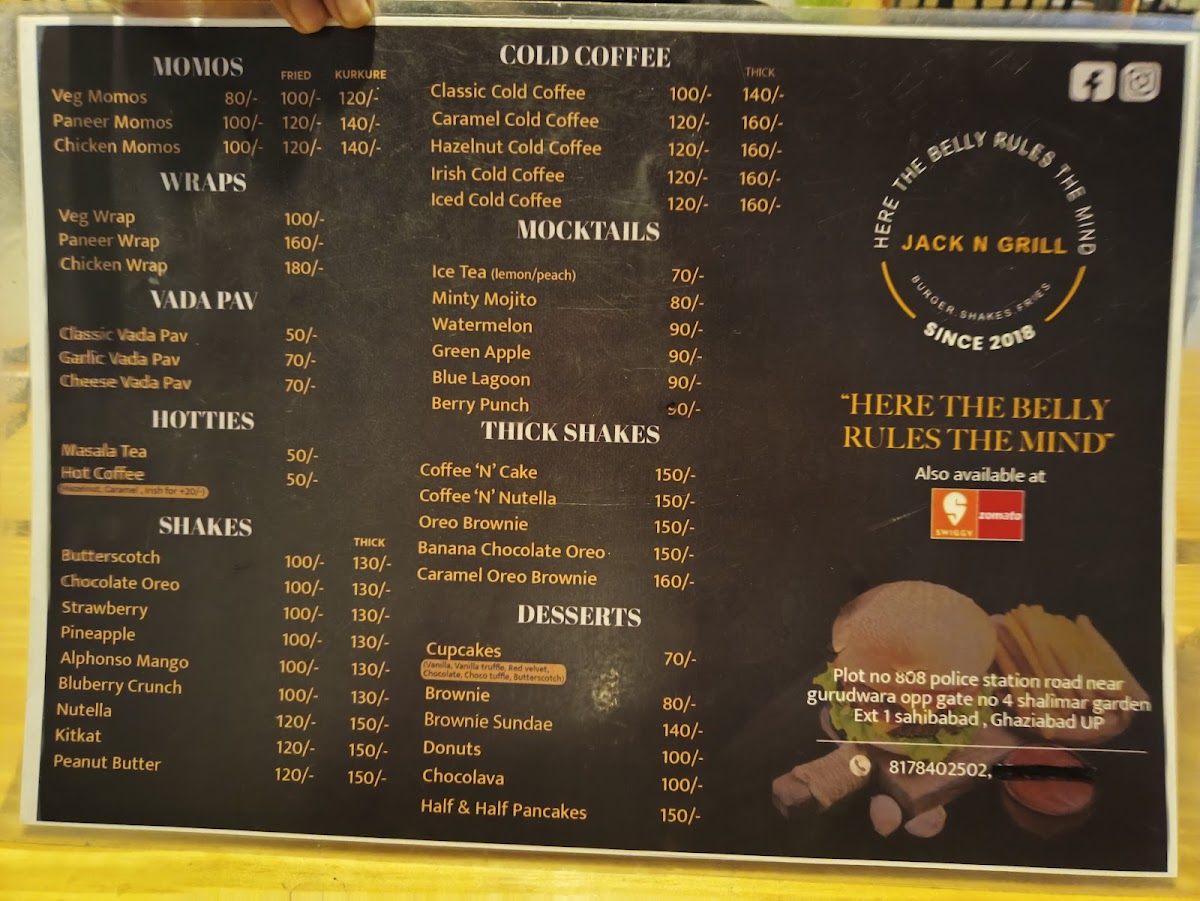 MOMOS FRIED KURKURE
Veg Momos 80/- 100/- 120/-
Paneer Momos 100/- 120/- 140/-
Chicken Momos 100/- 120/- 140/-
WRAPS
Veg Wrap 100/-
Paneer Wrap 160/-
Chicken Wrap 180/-
VADA PAV
Classic Vada Pav 50/-
Garlic Vada Pav 70/-
Cheese Vada Pav 70/-
HOTTIES
Masala Tea 50/-
Hot Coffee 50/-
(Hazelnut, Caramel , Irish for +20/-)
SHAKES
THICK
Butterscotch 100/- 130/-
Chocolate Oreo 100/- 130/-
Strawberry 100/- 130/-
Pineapple 100/- 130/-
Alphonso Mango 100/- 130/-
Bluberry Crunch 100/- 130/-
Nutella 120/- 150/-
Kitkat 120/- 150/-
Peanut Butter 120/- 150/-
COLD COFFEE
THICK
Classic Cold Coffee 100/- 140/-
Caramel Cold Coffee 120/- 160/-
Hazelnut Cold Coffee 120/- 160/-
Irish Cold Coffee 120/- 160/-
Iced Cold Coffee 120/- 160/-
MOCKTAILS
Ice Tea (lemon/peach) 70/-
Minty Mojito 80/-
Watermelon 90/-
Green Apple 90/-
Blue Lagoon 90/-
Berry Punch 90/-
THICK SHAKES
Coffee ‘N’ Cake 150/-
Coffee ‘N’ Nutella 150/-
Oreo Brownie 150/-
Banana Chocolate Oreo 150/-
Caramel Oreo Brownie 160/-
DESSERTS
Cupcakes 70/-
(Vanilla, Vanilla truffle, Red velvet,
Chocolate, Choco tuffle, Butterscotch)
Brownie 80/-
Brownie Sundae 140/-
Donuts 100/-
Chocolava 100/-
Half & Half Pancakes 150/-
HERE THE BELLY RULES THE MIND
JACK N GRILL
BURGER.SHAKES.FRIES
SINCE 2018
“HERE THE BELLY
RULES THE MIND”
Also available at
SWIGGY zomato
Plot no 808 police station road near
gurudwara opp gate no 4 shalimar garden
Ext 1 sahibabad , Ghaziabad UP
8178402502,